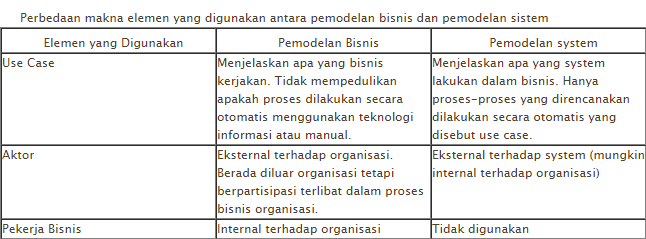 Perbedaan makna elemen yang digunakan antara pemodelan bisnis dan pemodelan sistem
Elemen yang Digunakan
Pemodelan Bisnis
Pemodelan system
Use Case
Menjelaskan apa yang bisnis
kerjakan. Tidak mempedulikan
apakah proses dilakukan secara
otomatis menggunakan teknologi
informasi atau manual.
Menjelaskan apa yang system
lakukan dalam bisnis. Hanya
proses-proses yang direncanakan
dilakukan secara otomatis yang
disebut use case.
Aktor
Eksternal terhadap organisasi.
Berada diluar organisasi tetapi
berpartisipasi terlibat dalam proses
bisnis organisasi.
Eksternal terhadap system (mungkin
internal terhadap organisasi)
Pekerja Bisnis
Internal terhadap organisasi
Tidak digunakan